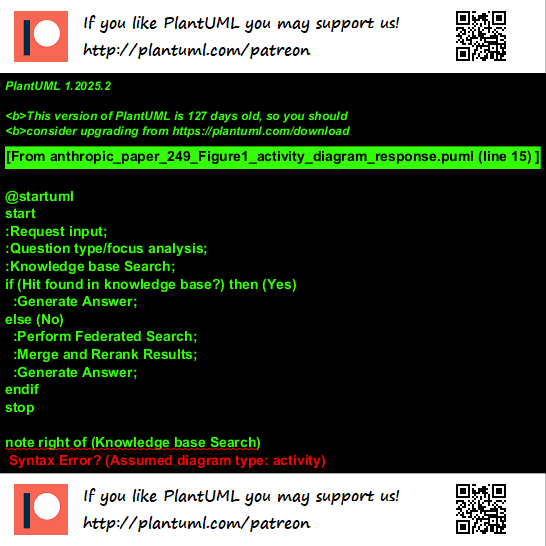 If you like PlantUML you may support us!
http://plantuml.com/patreon
PlantUML 1.2025.2
<b>This version of PlantUML is 127 days old, so you should
<b>consider upgrading from https://plantuml.com/download
[From anthropic_paper_249_Figure1_activity_diagram_response.puml (line 15) ]
@startuml
start
:Request input;
:Question type/focus analysis;
:Knowledge base Search;
if (Hit found in knowledge base?) then (Yes)
:Generate Answer;
else (No)
:Perform Federated Search;
:Merge and Rerank Results;
:Generate Answer;
endif
stop
note right of (Knowledge base Search)
Syntax Error? (Assumed diagram type: activity)
If you like PlantUML you may support us!
http://plantuml.com/patreon